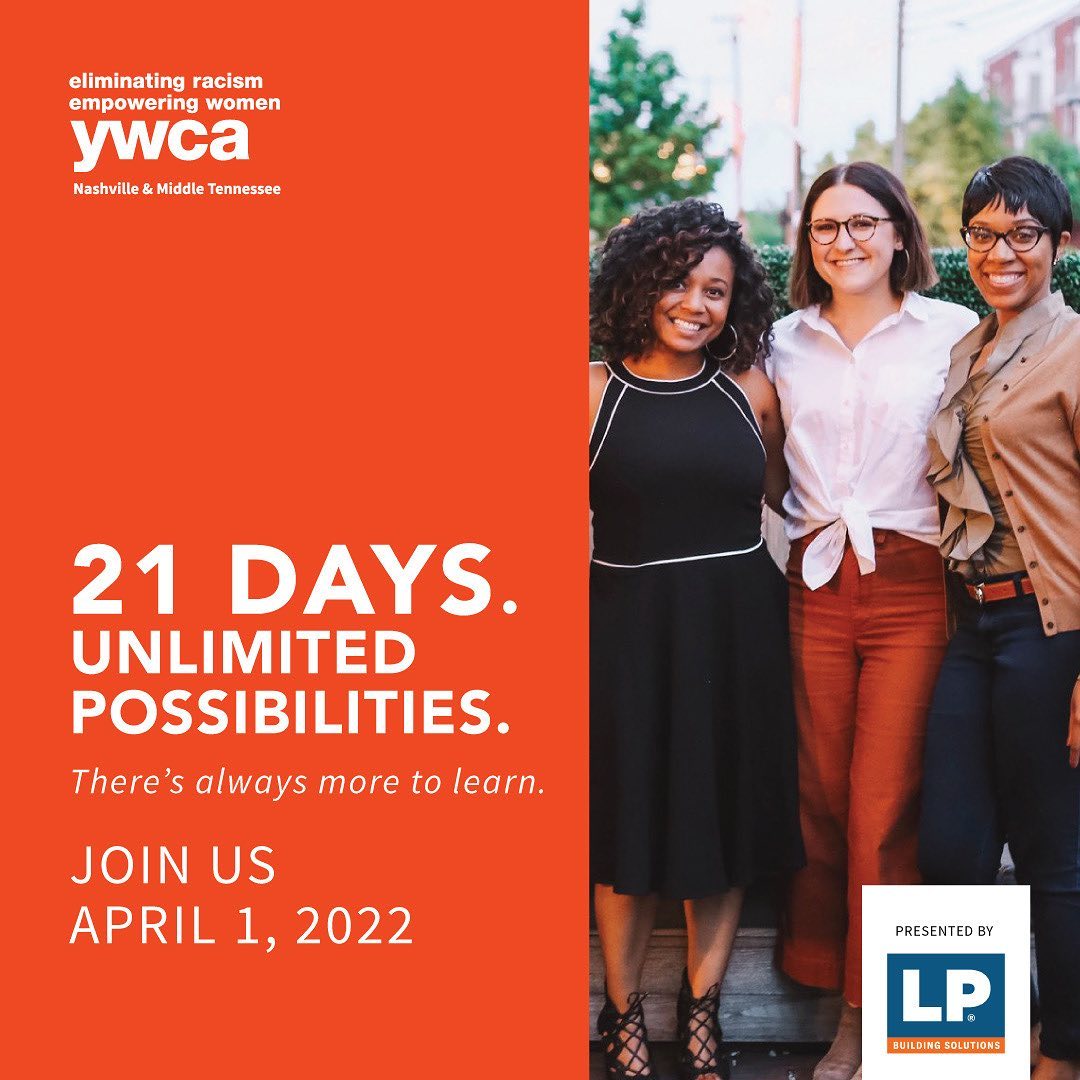 eliminating racism
empowering women
ywca
Nashville & Middle Tennessee
21 DAYS.
UNLIMITED
POSSIBILITIES.
There's always more to learn.
JOIN US
APRIL 1, 2022
PRESENTED BY
LP®
BUILDING SOLUTIONS